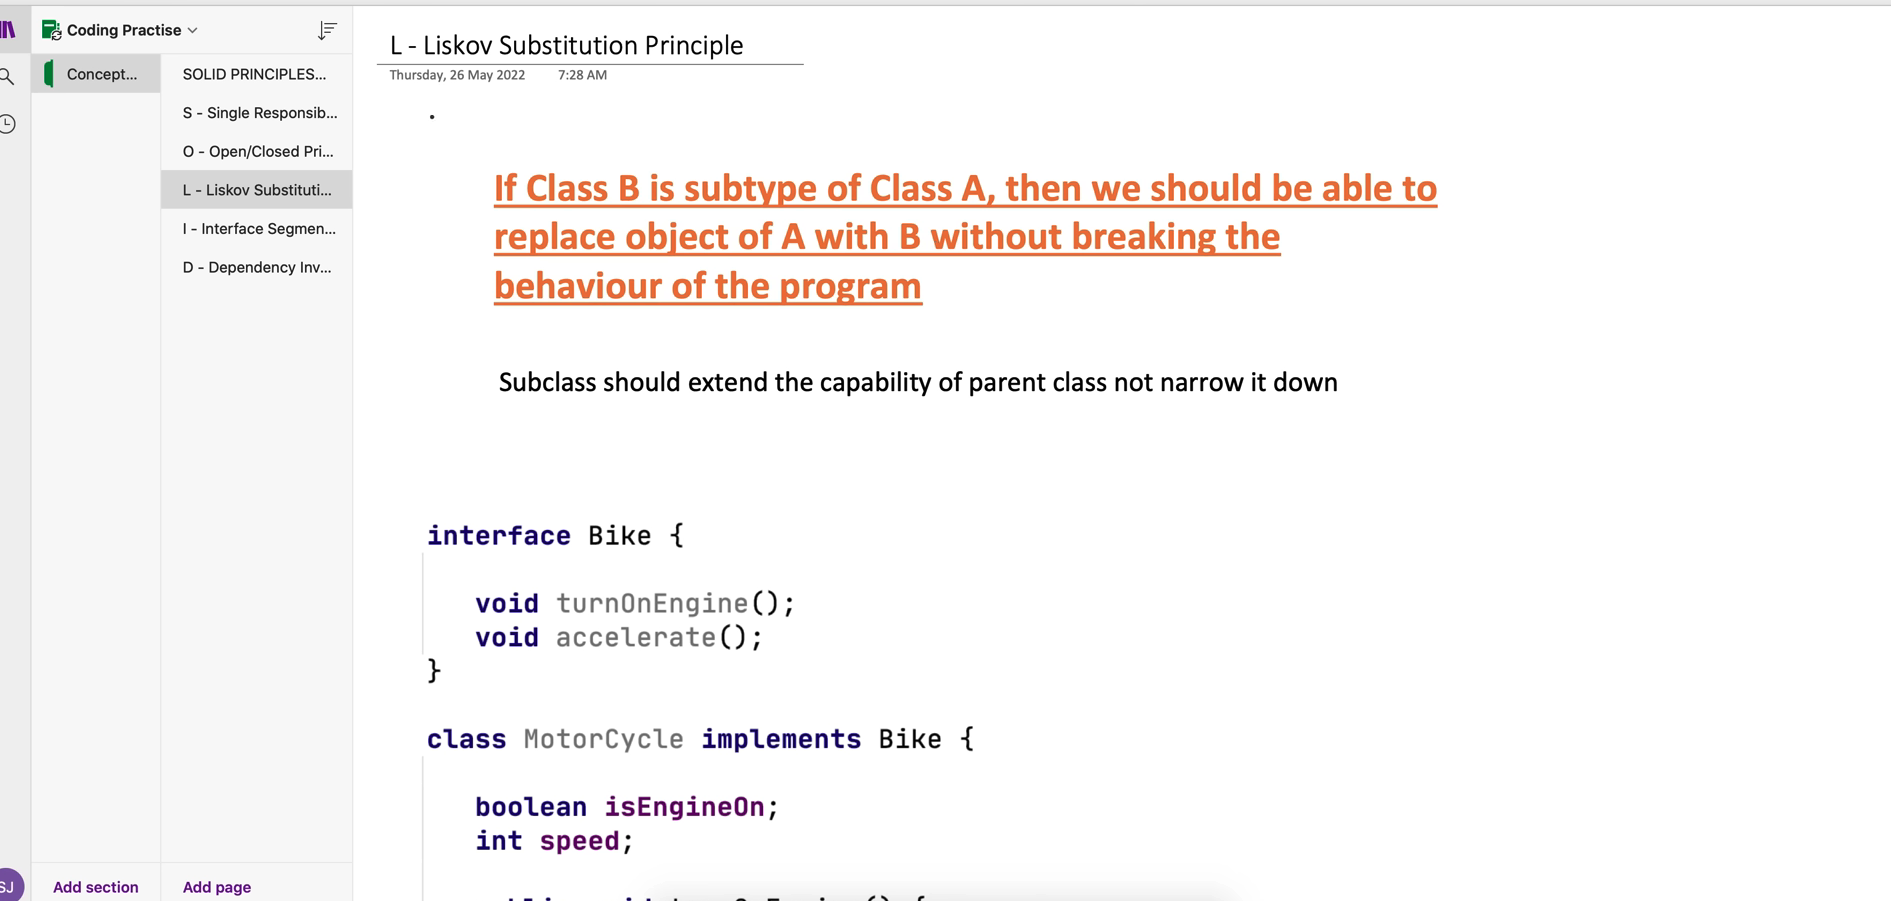 Coding Practise
Concept...
SOLID PRINCIPLES...
S - Single Responsib...
O - Open/Closed Pri...
L - Liskov Substituti...
I - Interface Segmen...
D - Dependency Inv...
Add section
Add page
SJ
L - Liskov Substitution Principle
Thursday, 26 May 2022 7:28 AM
If Class B is subtype of Class A, then we should be able to
replace object of A with B without breaking the
behaviour of the program
Subclass should extend the capability of parent class not narrow it down
interface Bike {
void turnOnEngine();
void accelerate();
}
class MotorCycle implements Bike {
boolean isEngineOn;
int speed;